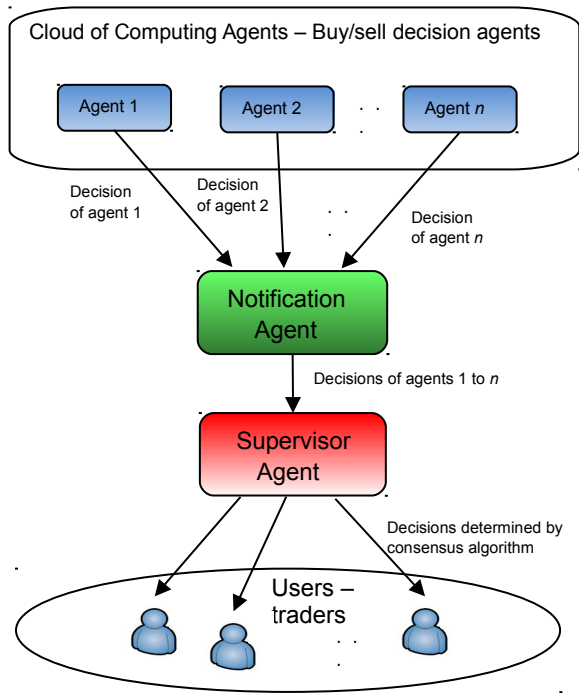 Cloud of Computing Agents – Buy/sell decision agents
Agent 1
Agent 2
. .
.
Agent n
Decision
of agent 1
Decision
of agent 2
. .
.
Decision
of agent n
Notification
Agent
Decisions of agents 1 to n
Supervisor
Agent
Decisions determined by
consensus algorithm
Users –
traders
. .
.